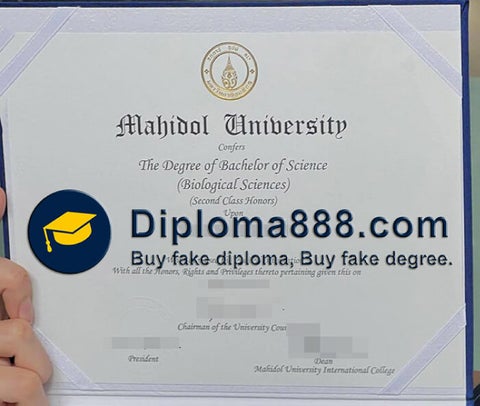 Mahidol University
Confers
The Degree of Bachelor of Science
(Biological Sciences)
(Second Class Honors)
Upon
Diploma888.com
Buy fake diploma, Buy fake degree.
With all the Honors, Rights and Privileges thereto pertaining given this on
Chairman of the University
President
Dean
Mahidol University International College